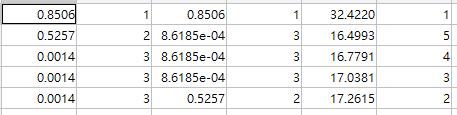 0.8506 1 0.8506 1 32.4220 1
0.5257 2 8.6185e-04 3 16.4993 5
0.0014 3 8.6185e-04 3 16.7791 4
0.0014 3 8.6185e-04 3 17.0381 3
0.0014 3 0.5257 2 17.2615 2